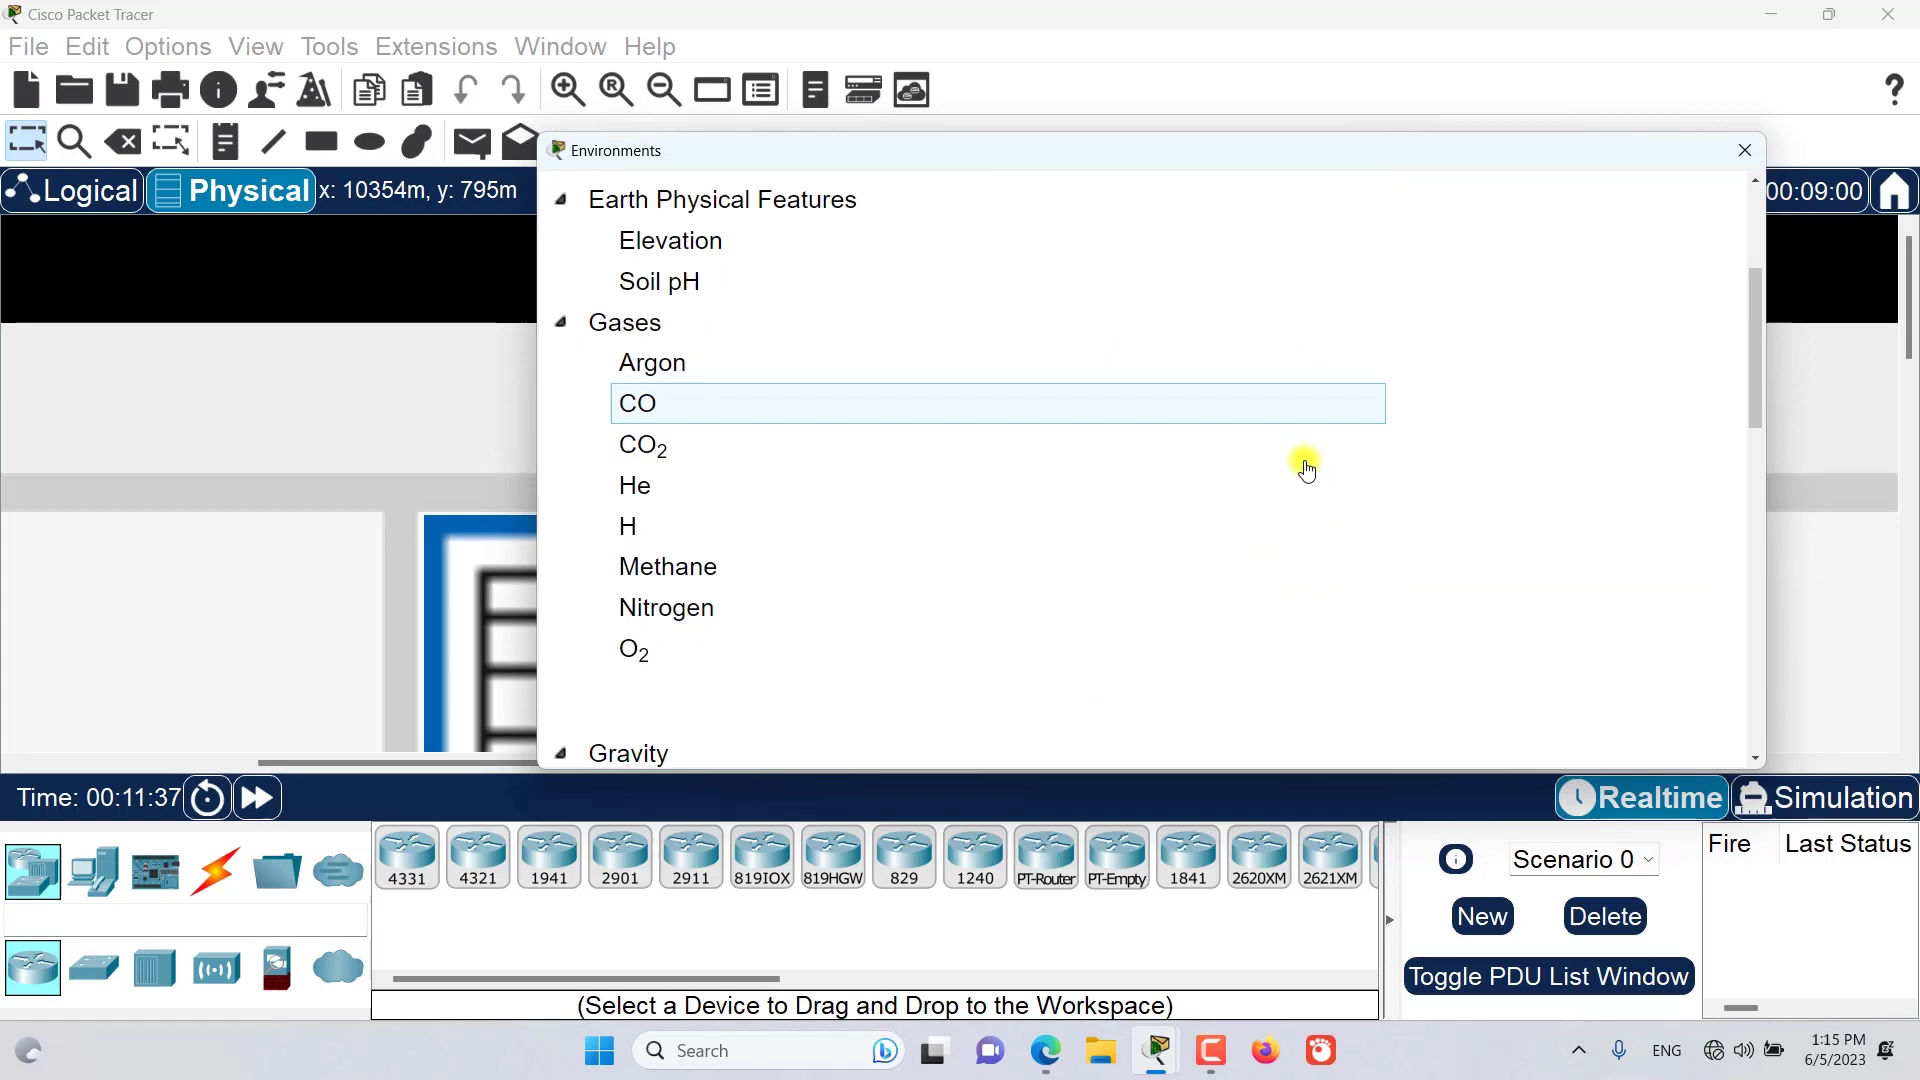 Cisco Packet Tracer
File Edit Options View Tools Extensions Window Help
Environments
Logical Physical x: 10354m, y: 795m 00:09:00
Earth Physical Features
Elevation
Soil pH
Gases
Argon
CO
CO2
He
H
Methane
Nitrogen
O2
Gravity
Time: 00:11:37 Realtime Simulation
4331 4321 1941 2901 2911 819IOX 819HGW 829 1240 PT-Router PT-Empty 1841 2620XM 2621XM
Scenario 0
New Delete
Toggle PDU List Window
Fire Last Status
(Select a Device to Drag and Drop to the Workspace)
Search
ENG
1:15 PM
6/5/2023